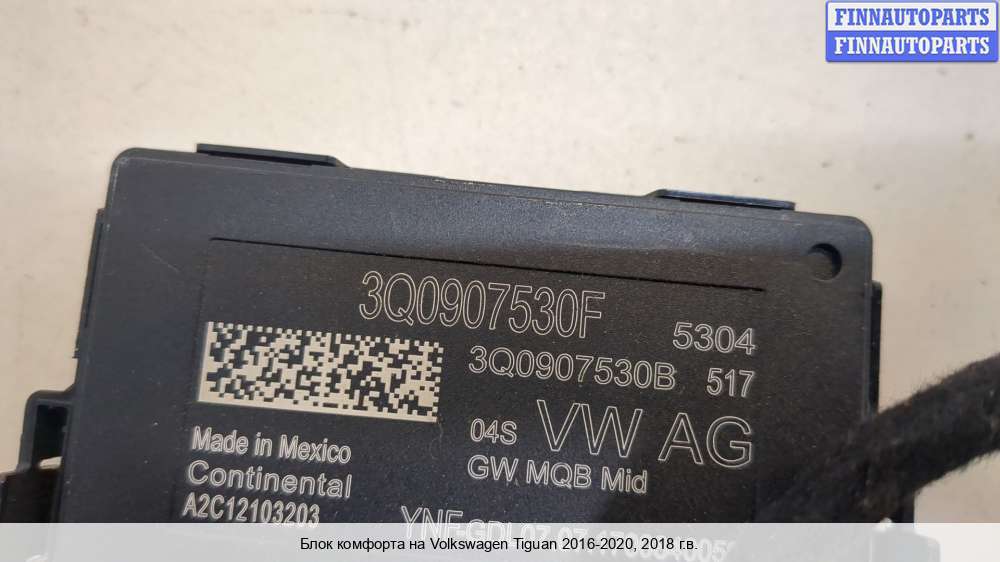 FINNAUTOPARTS
FINNAUTOPARTS
3Q0907530F
5304
3Q0907530B 517
04S VW AG
GW MQB Mid
Made in Mexico
Continental
A2C12103203
Блок комфорта на Volkswagen Tiguan 2016-2020, 2018 г.в.